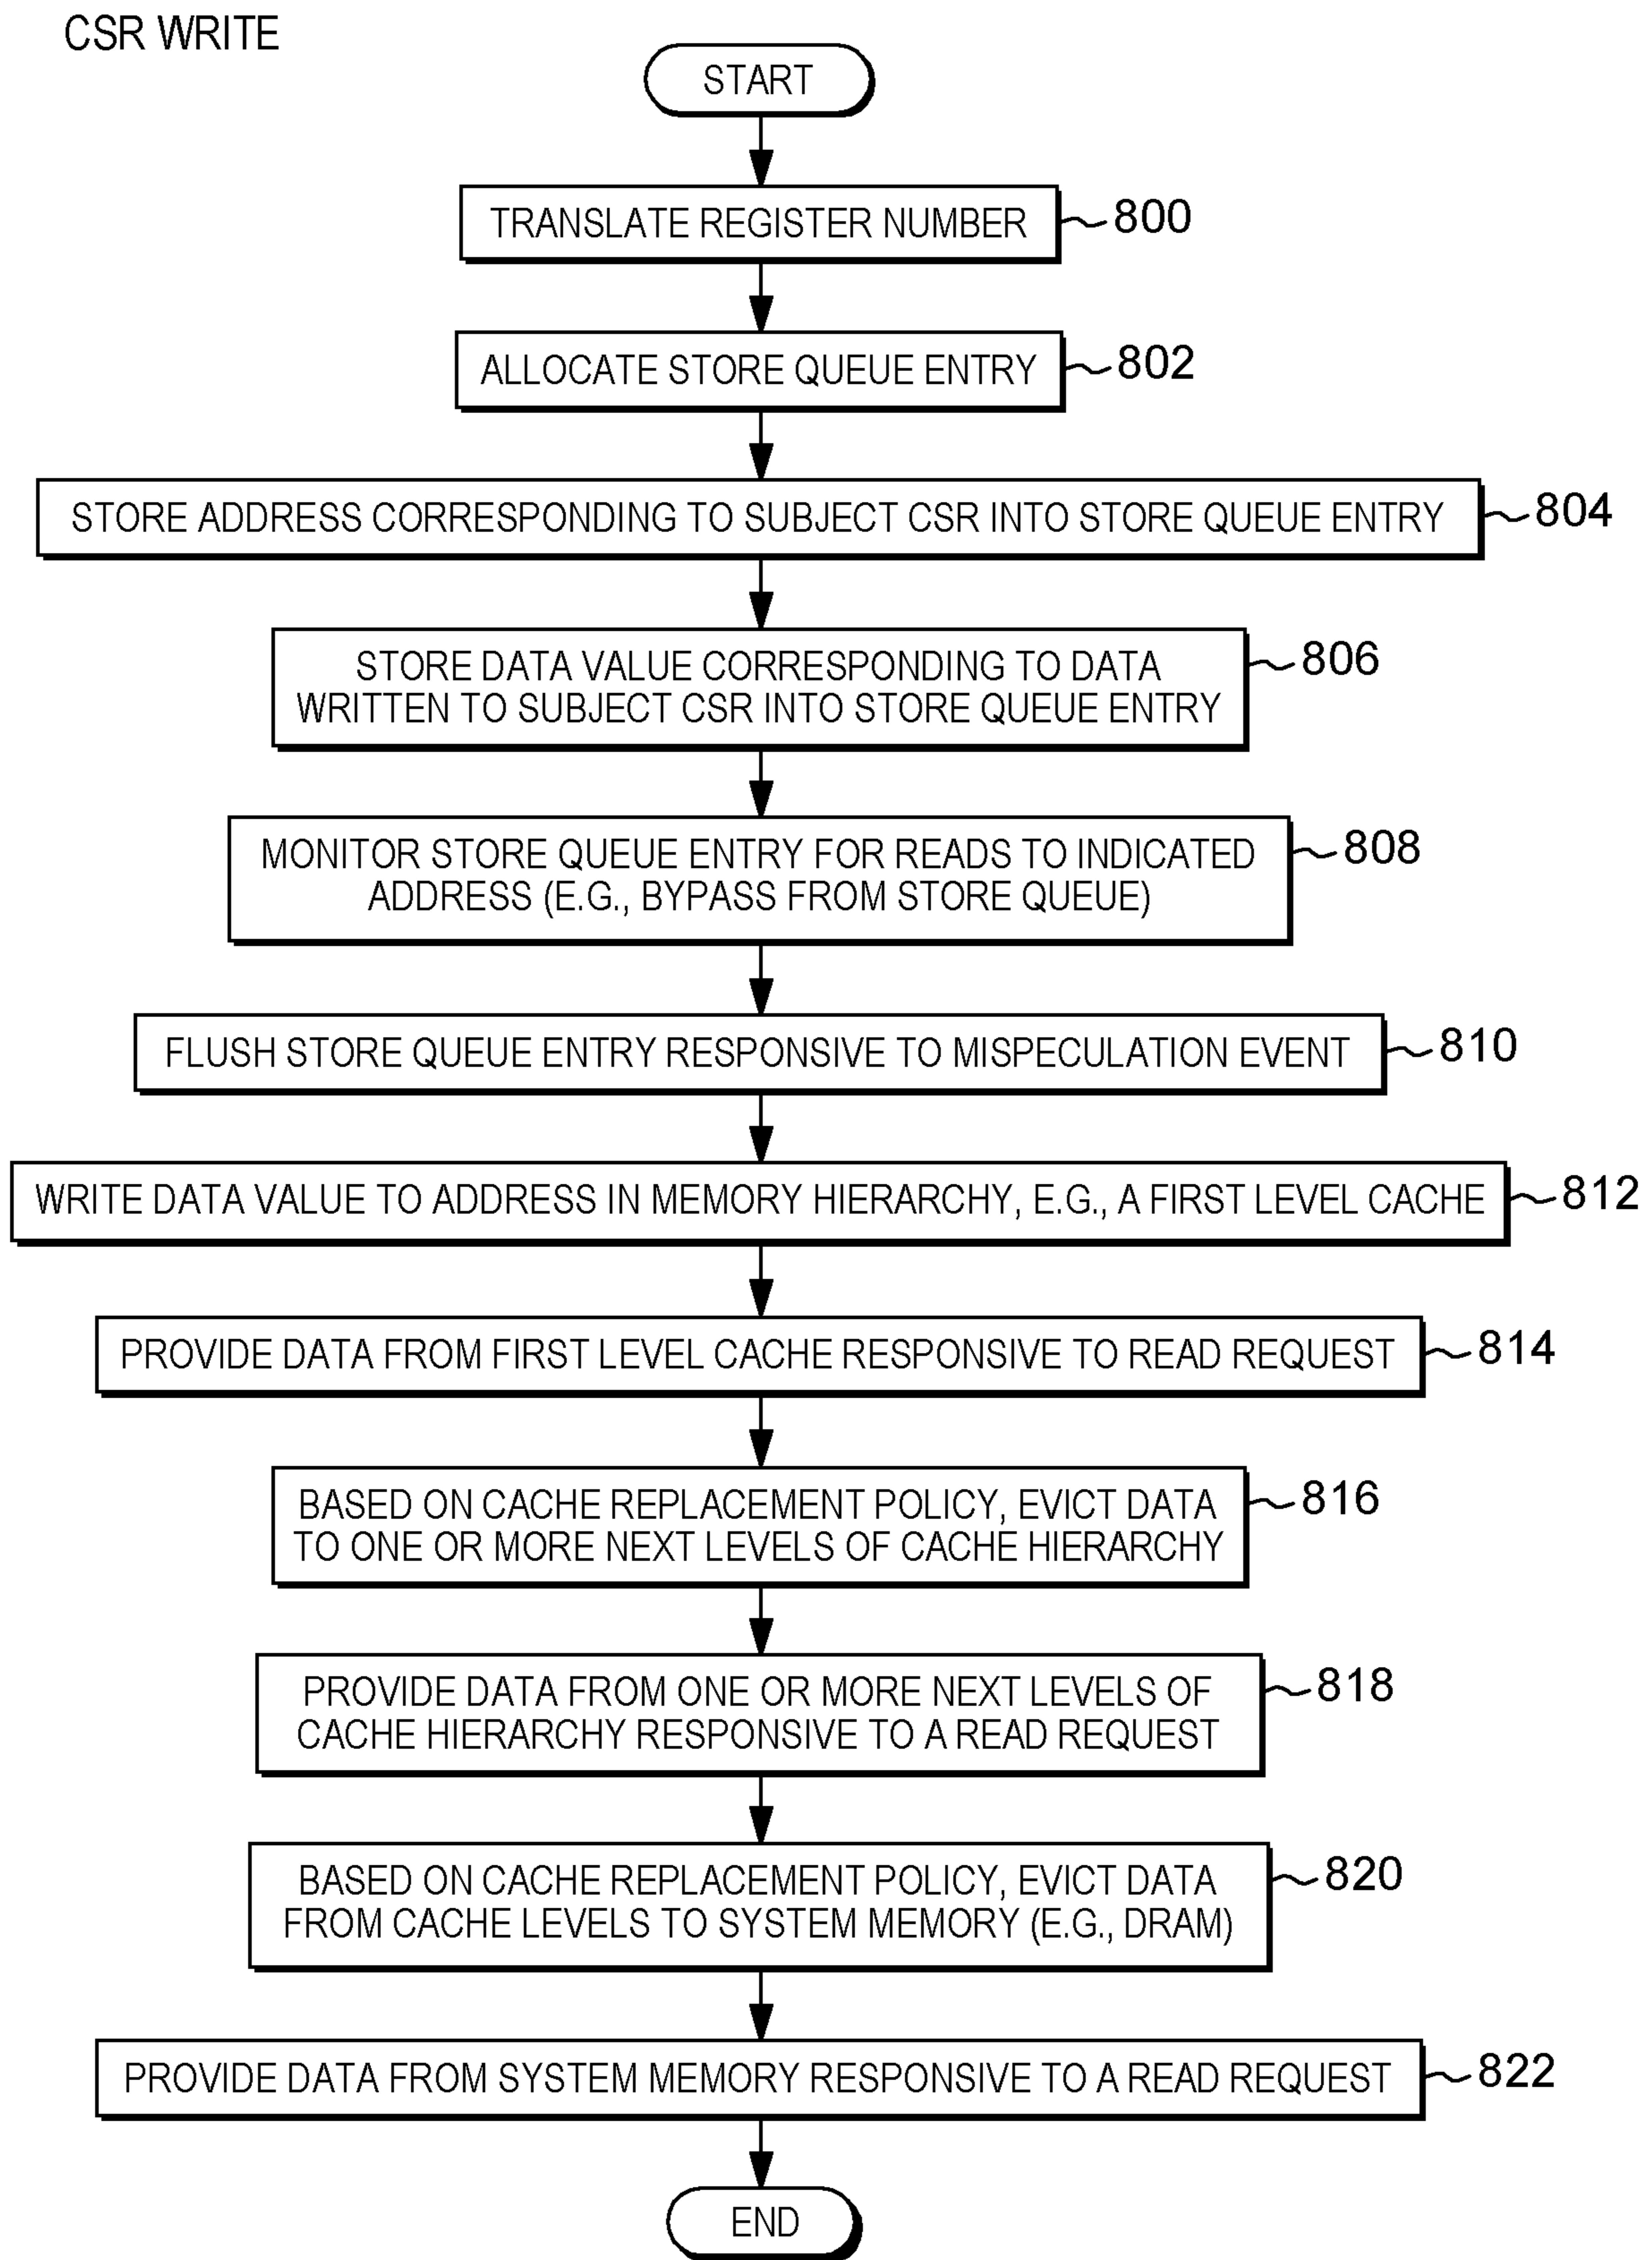 CSR WRITE
START
TRANSLATE REGISTER NUMBER
800
ALLOCATE STORE QUEUE ENTRY
802
STORE ADDRESS CORRESPONDING TO SUBJECT CSR INTO STORE QUEUE ENTRY
804
STORE DATA VALUE CORRESPONDING TO DATA
WRITTEN TO SUBJECT CSR INTO STORE QUEUE ENTRY
806
MONITOR STORE QUEUE ENTRY FOR READS TO INDICATED
ADDRESS (E.G., BYPASS FROM STORE QUEUE)
808
FLUSH STORE QUEUE ENTRY RESPONSIVE TO MISPECULATION EVENT
810
WRITE DATA VALUE TO ADDRESS IN MEMORY HIERARCHY, E.G., A FIRST LEVEL CACHE
812
PROVIDE DATA FROM FIRST LEVEL CACHE RESPONSIVE TO READ REQUEST
814
BASED ON CACHE REPLACEMENT POLICY, EVICT DATA
TO ONE OR MORE NEXT LEVELS OF CACHE HIERARCHY
816
PROVIDE DATA FROM ONE OR MORE NEXT LEVELS OF
CACHE HIERARCHY RESPONSIVE TO A READ REQUEST
818
BASED ON CACHE REPLACEMENT POLICY, EVICT DATA
FROM CACHE LEVELS TO SYSTEM MEMORY (E.G., DRAM)
820
PROVIDE DATA FROM SYSTEM MEMORY RESPONSIVE TO A READ REQUEST
822
END